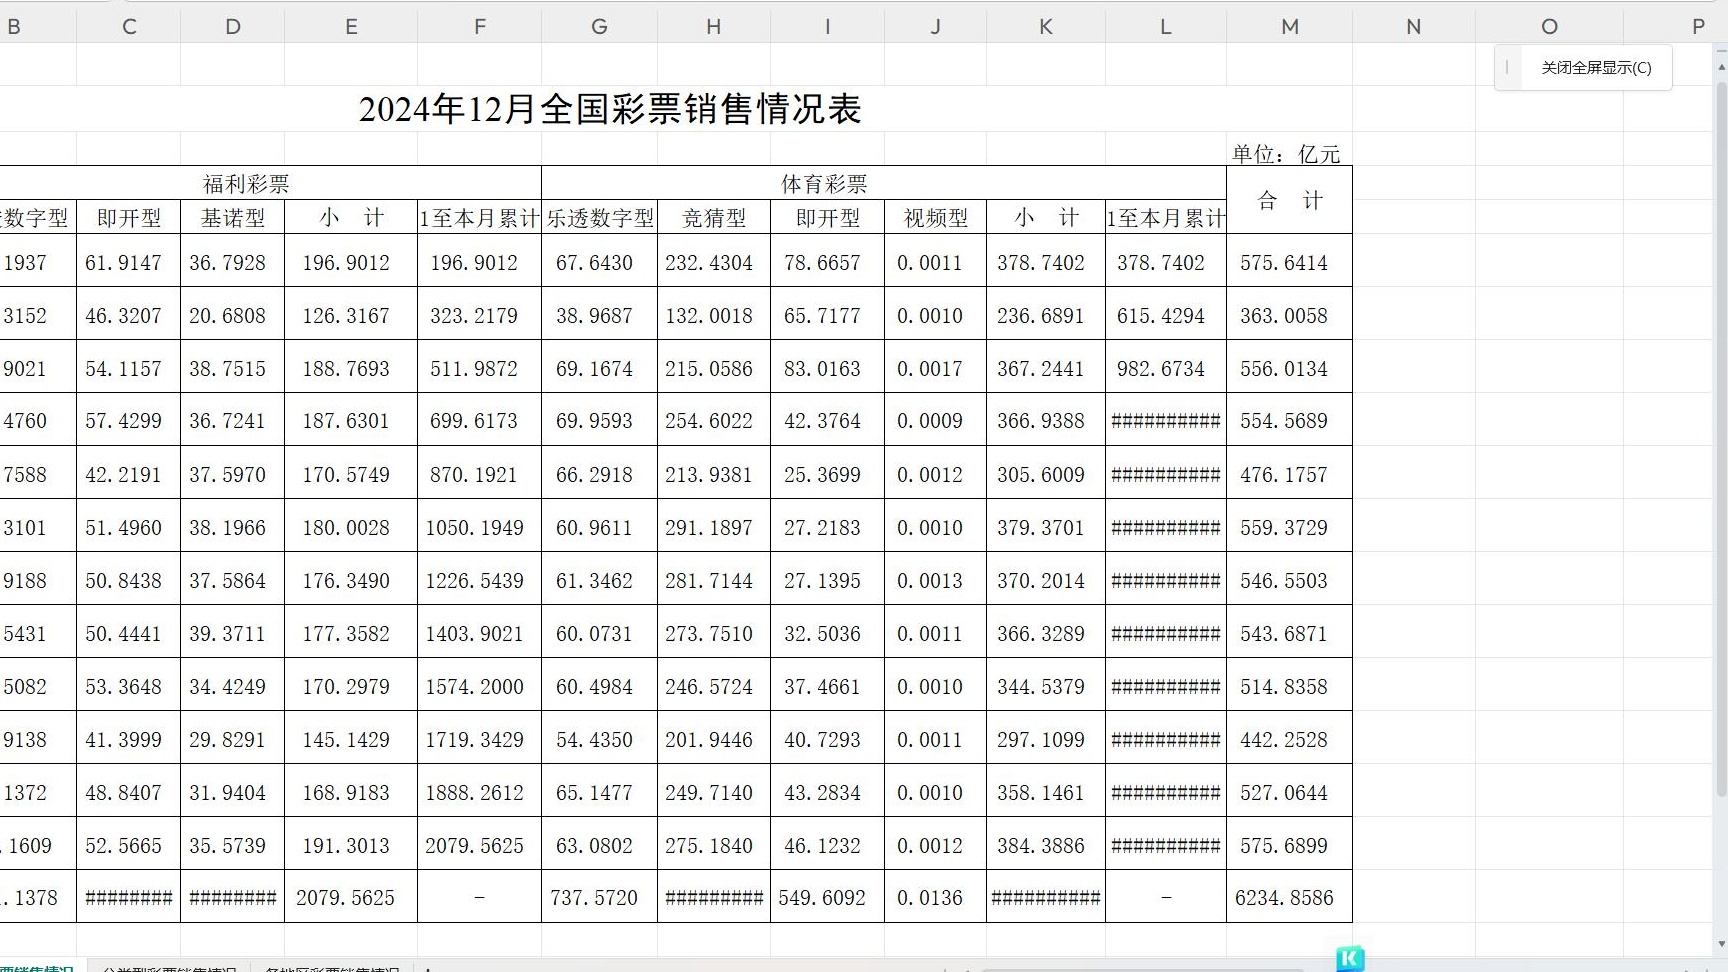 B C D E F G H I J K L M N O P
关闭全屏显示(C)
2024年12月全国彩票销售情况表
单位：亿元
福利彩票 体育彩票 合 计
数字型 即开型 基诺型 小 计 1至本月累计 乐透数字型 竞猜型 即开型 视频型 小 计 1至本月累计
1937 61.9147 36.7928 196.9012 196.9012 67.6430 232.4304 78.6657 0.0011 378.7402 378.7402 575.6414
3152 46.3207 20.6808 126.3167 323.2179 38.9687 132.0018 65.7177 0.0010 236.6891 615.4294 363.0058
9021 54.1157 38.7515 188.7693 511.9872 69.1674 215.0586 83.0163 0.0017 367.2441 982.6734 556.0134
4760 57.4299 36.7241 187.6301 699.6173 69.9593 254.6022 42.3764 0.0009 366.9388 ########## 554.5689
7588 42.2191 37.5970 170.5749 870.1921 66.2918 213.9381 25.3699 0.0012 305.6009 ########## 476.1757
3101 51.4960 38.1966 180.0028 1050.1949 60.9611 291.1897 27.2183 0.0010 379.3701 ########## 559.3729
9188 50.8438 37.5864 176.3490 1226.5439 61.3462 281.7144 27.1395 0.0013 370.2014 ########## 546.5503
5431 50.4441 39.3711 177.3582 1403.9021 60.0731 273.7510 32.5036 0.0011 366.3289 ########## 543.6871
5082 53.3648 34.4249 170.2979 1574.2000 60.4984 246.5724 37.4661 0.0010 344.5379 ########## 514.8358
9138 41.3999 29.8291 145.1429 1719.3429 54.4350 201.9446 40.7293 0.0011 297.1099 ########## 442.2528
1372 48.8407 31.9404 168.9183 1888.2612 65.1477 249.7140 43.2834 0.0010 358.1461 ########## 527.0644
.1609 52.5665 35.5739 191.3013 2079.5625 63.0802 275.1840 46.1232 0.0012 384.3886 ########## 575.6899
.1378 ######## ######## 2079.5625 - 737.5720 ######### 549.6092 0.0136 ########## - 6234.8586
K